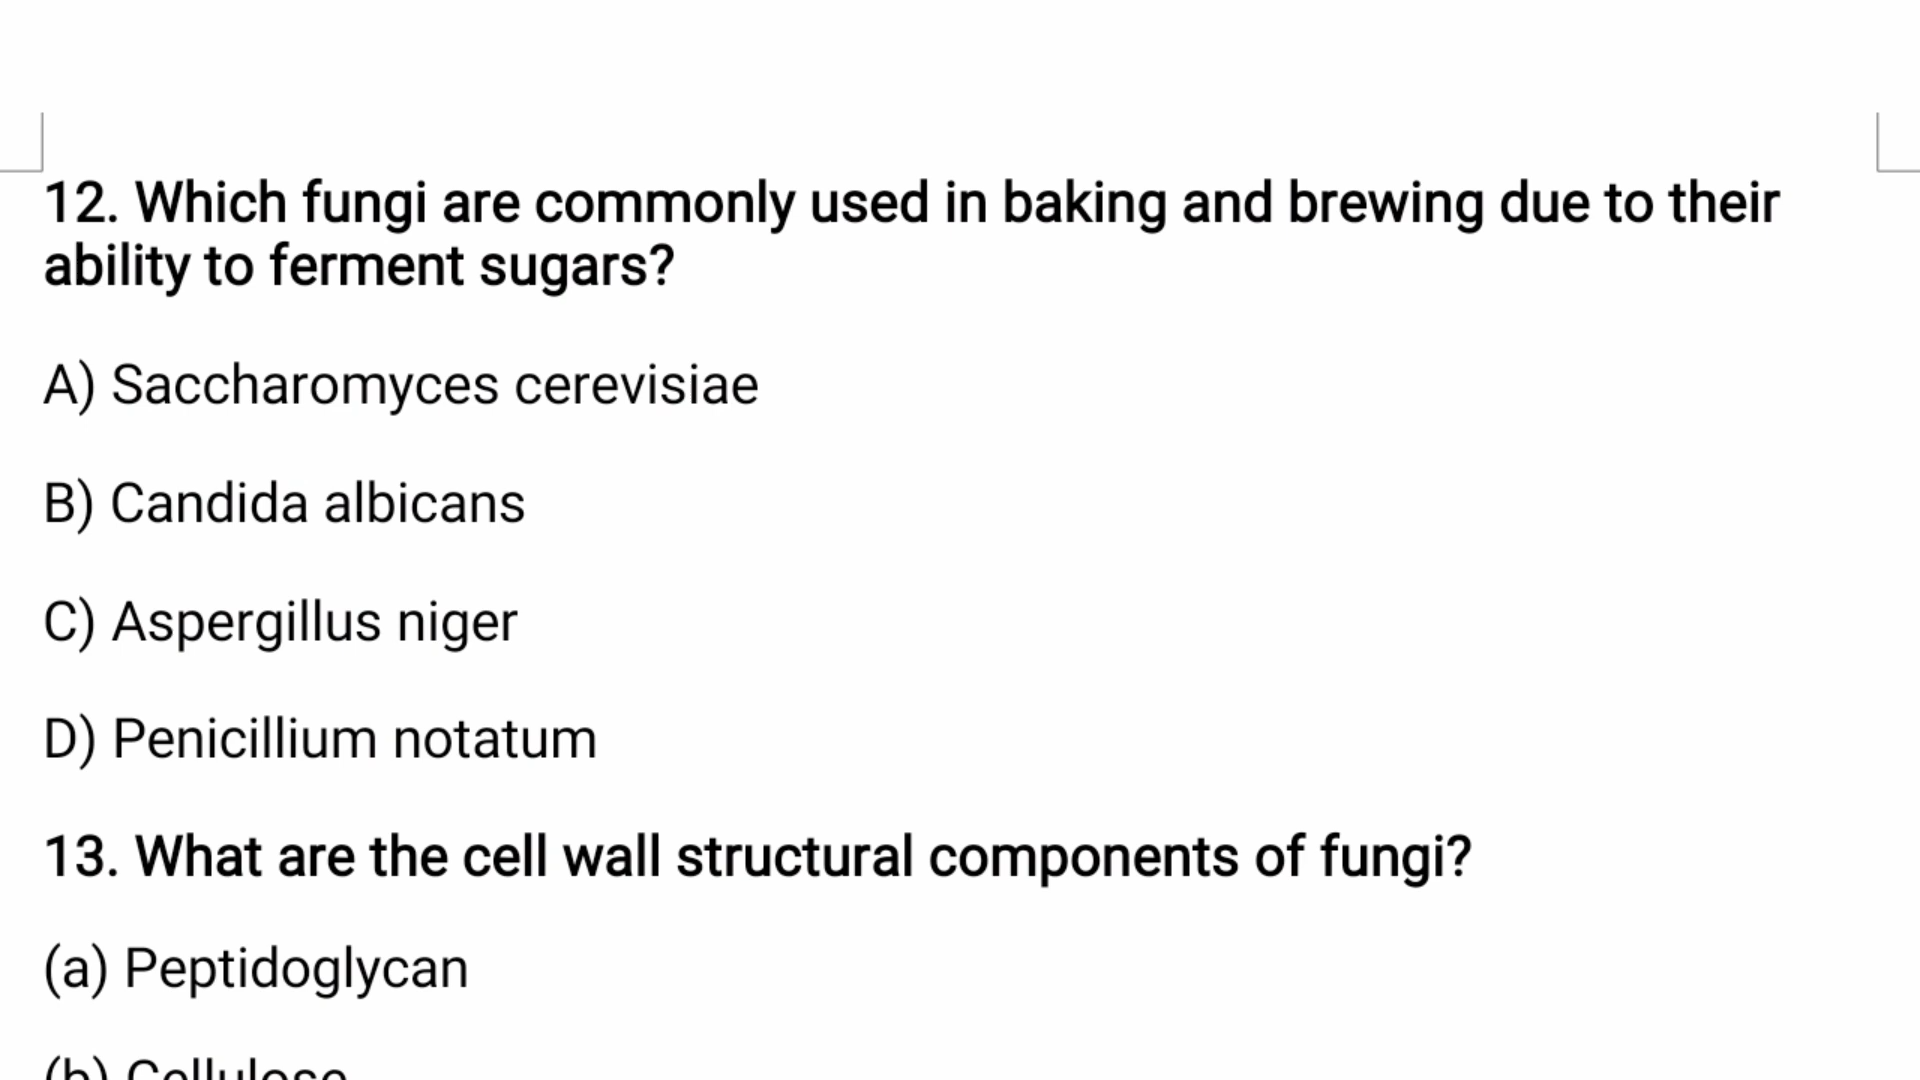 12. Which fungi are commonly used in baking and brewing due to their
ability to ferment sugars?
A) Saccharomyces cerevisiae
B) Candida albicans
C) Aspergillus niger
D) Penicillium notatum
13. What are the cell wall structural components of fungi?
(a) Peptidoglycan
(b) Cellulose